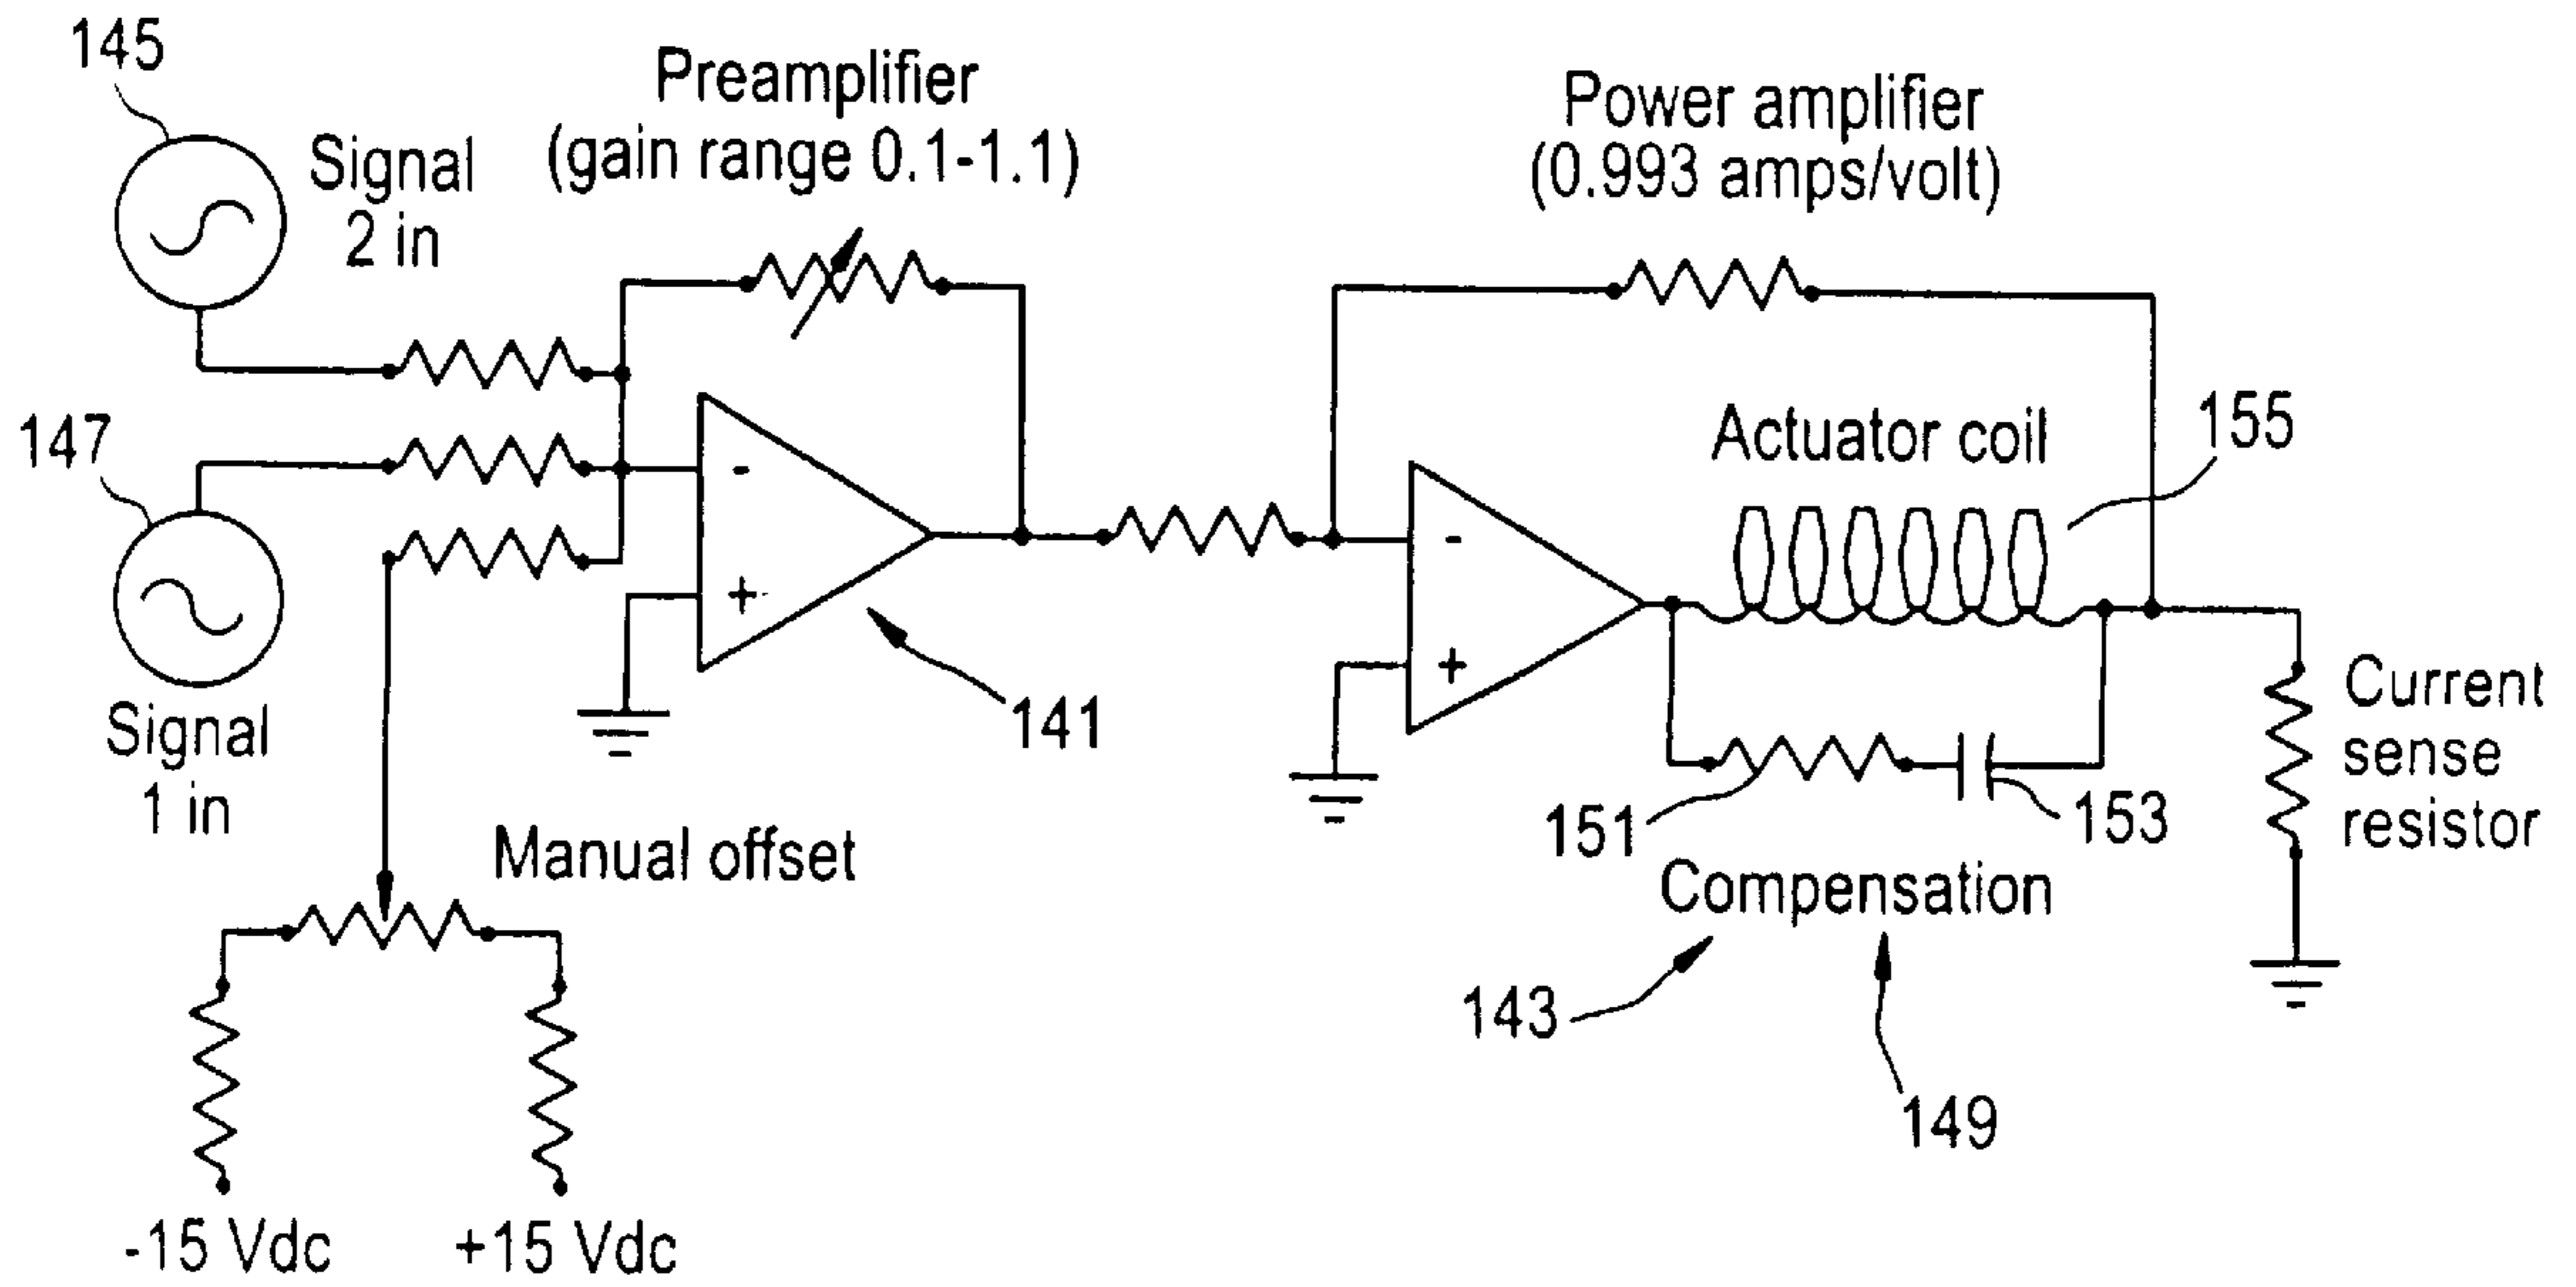 145
Preamplifier
(gain range 0.1-1.1)
Power amplifier
(0.993 amps/volt)
Signal
2 in
147
Actuator coil
155
-
+
-
+
141
Signal
1 in
Current
sense
resistor
151
153
Manual offset
Compensation
143
149
-15 Vdc
+15 Vdc